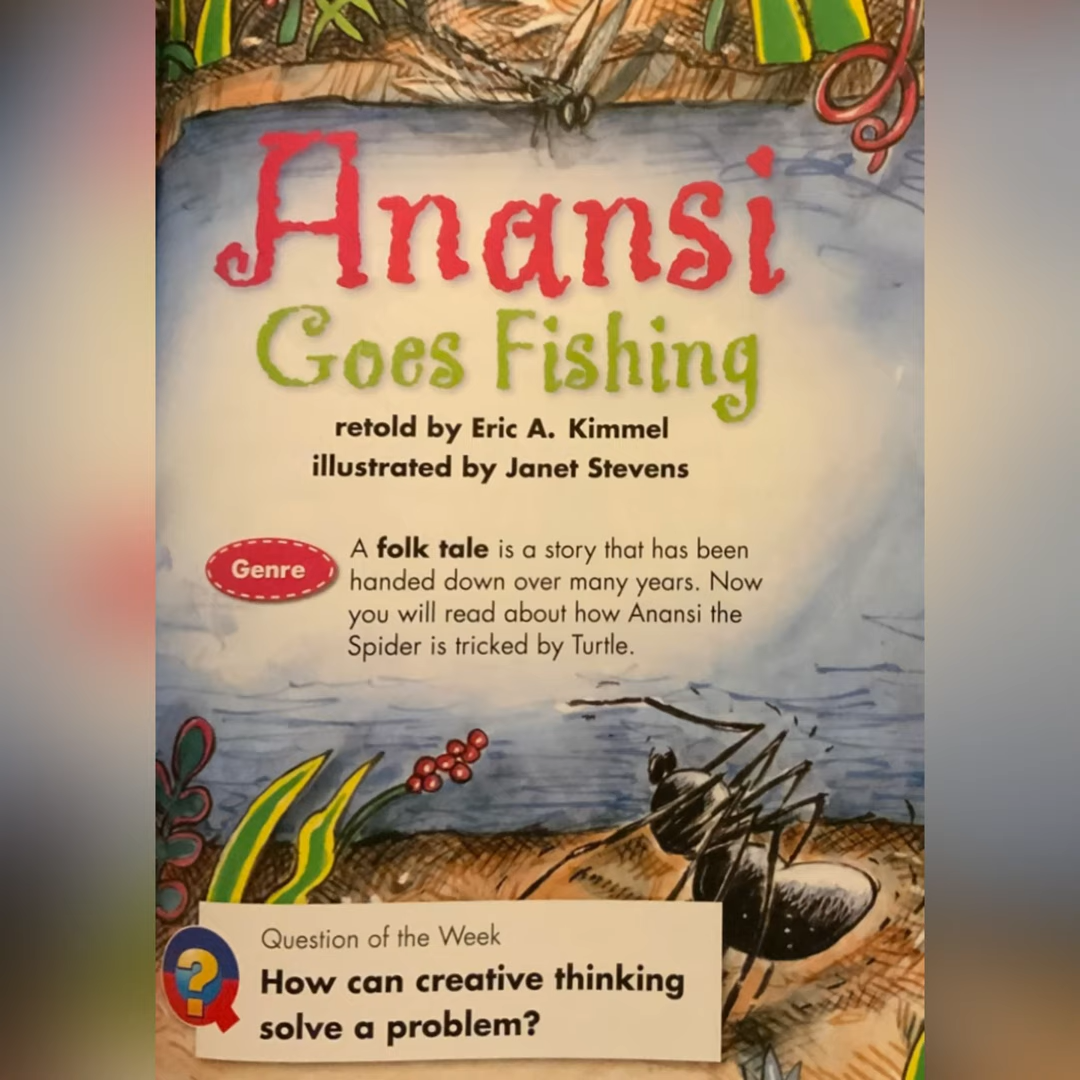 Anansi
Goes Fishing
retold by Eric A. Kimmel
illustrated by Janet Stevens
Genre
A folk tale is a story that has been
handed down over many years. Now
you will read about how Anansi the
Spider is tricked by Turtle.
?
Question of the Week
How can creative thinking
solve a problem?